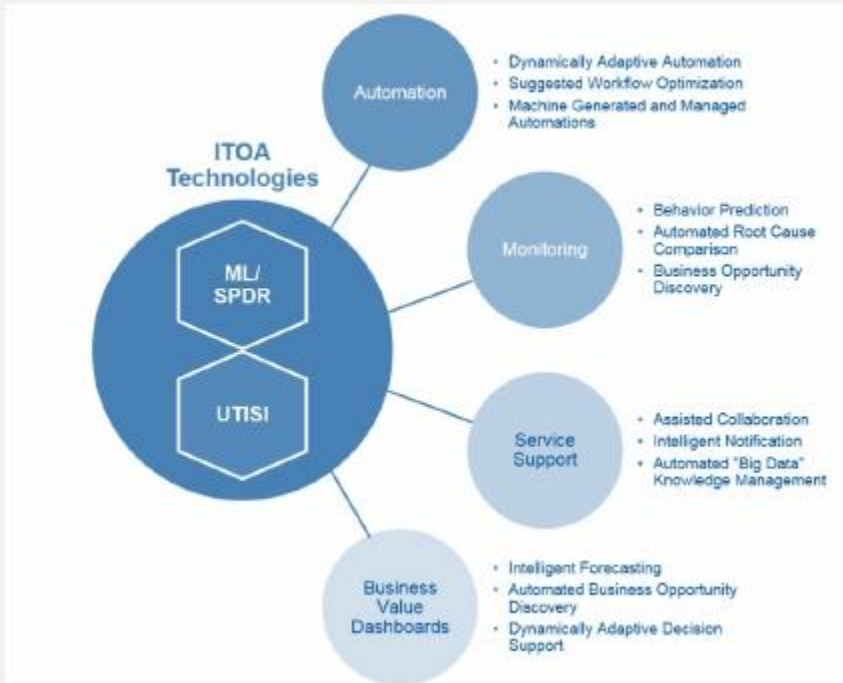 ITOA
Technologies
ML/
SPDR
UTISI
Automation
• Dynamically Adaptive Automation
• Suggested Workflow Optimization
• Machine Generated and Managed
Automations
Monitoring
• Behavior Prediction
• Automated Root Cause
Comparison
• Business Opportunity
Discovery
Service
Support
• Assisted Collaboration
• Intelligent Notification
• Automated "Big Data"
Knowledge Management
Business
Value
Dashboards
• Intelligent Forecasting
• Automated Business Opportunity
Discovery
• Dynamically Adaptive Decision
Support